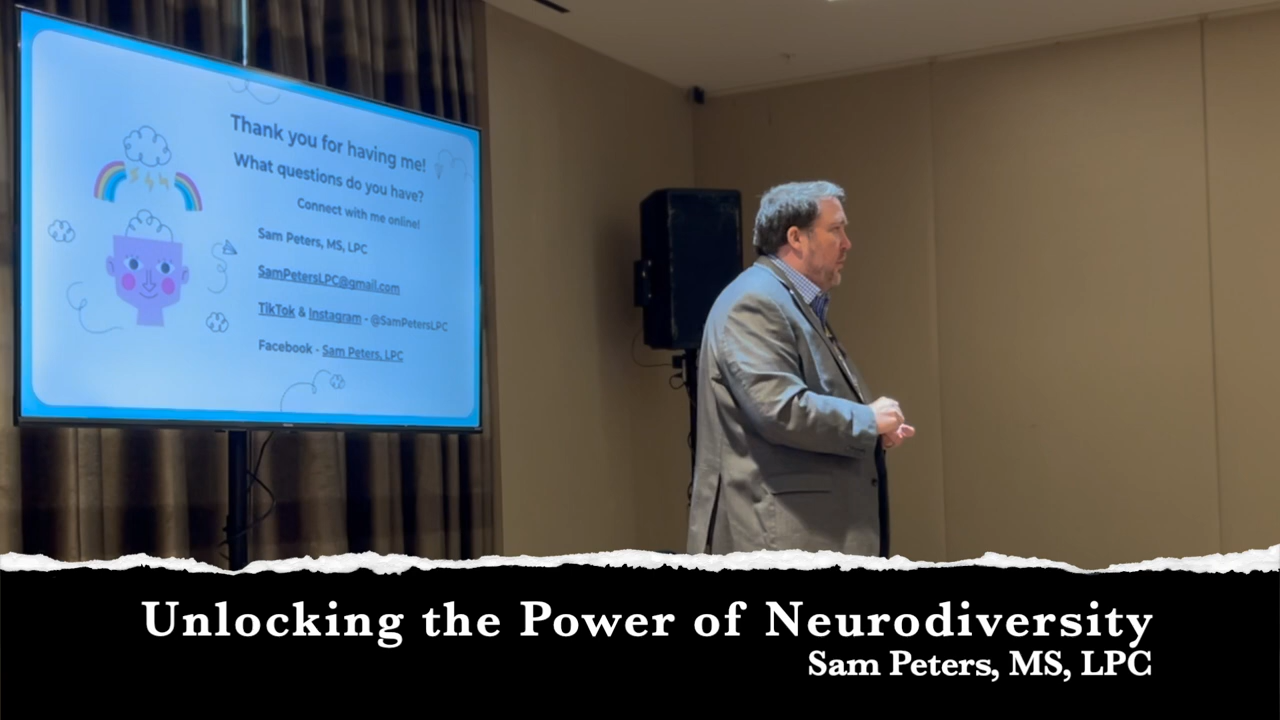 Thank you for having me!
What questions do you have?
Connect with me online!
Sam Peters, MS, LPC
SamPetersLPC@gmail.com
TikTok & Instagram - @SamPetersLPC
Facebook - Sam Peters, LPC
Unlocking the Power of Neurodiversity
Sam Peters, MS, LPC